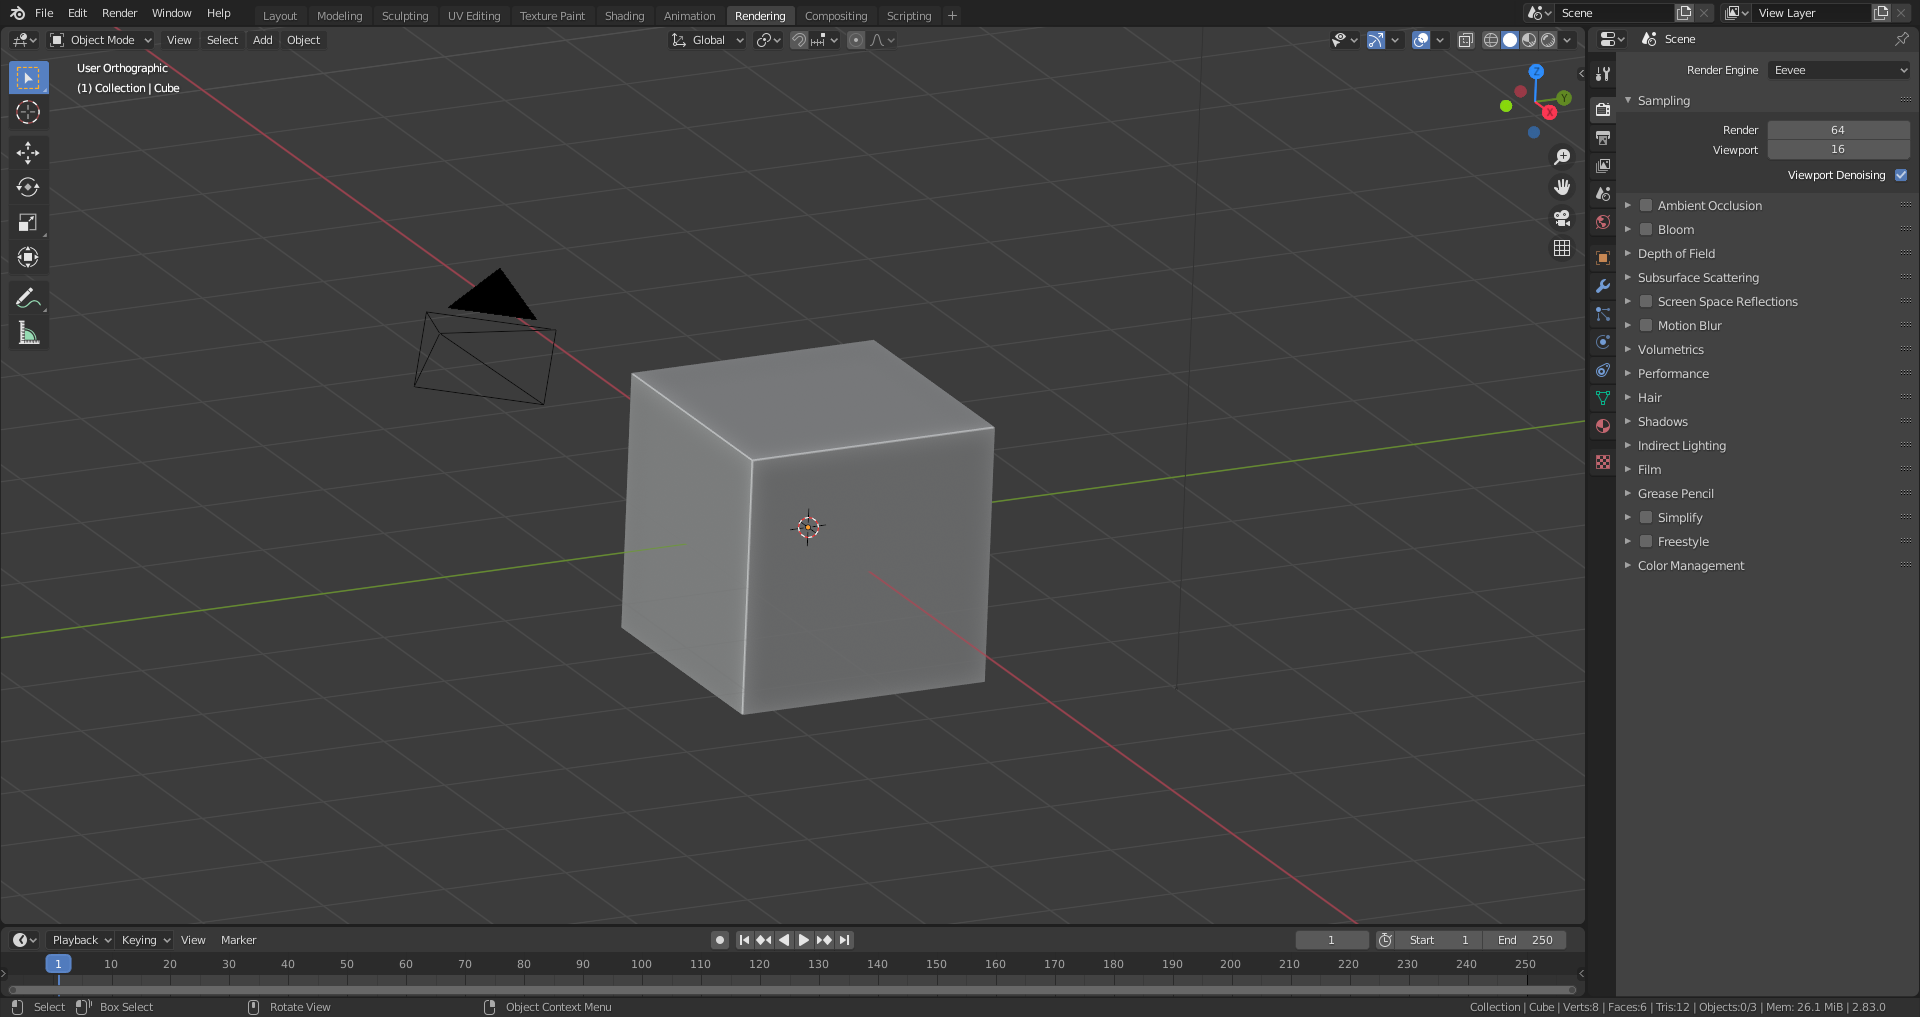 File Edit Render Window Help Layout Modeling Sculpting UV Editing Texture Paint Shading Animation Rendering Compositing Scripting + Scene View Layer
Object Mode View Select Add Object Global Scene
User Orthographic
(1) Collection | Cube
Z
Y
X
Render Engine Eevee
Sampling
Render 64
Viewport 16
Viewport Denoising
Ambient Occlusion
Bloom
Depth of Field
Subsurface Scattering
Screen Space Reflections
Motion Blur
Volumetrics
Performance
Hair
Shadows
Indirect Lighting
Film
Grease Pencil
Simplify
Freestyle
Color Management
Playback Keying View Marker 1 Start 1 End 250
1 10 20 30 40 50 60 70 80 90 100 110 120 130 140 150 160 170 180 190 200 210 220 230 240 250
Select Box Select Rotate View Object Context Menu Collection | Cube | Verts:8 | Faces:6 | Tris:12 | Objects:0/3 | Mem: 26.1 MiB | 2.83.0